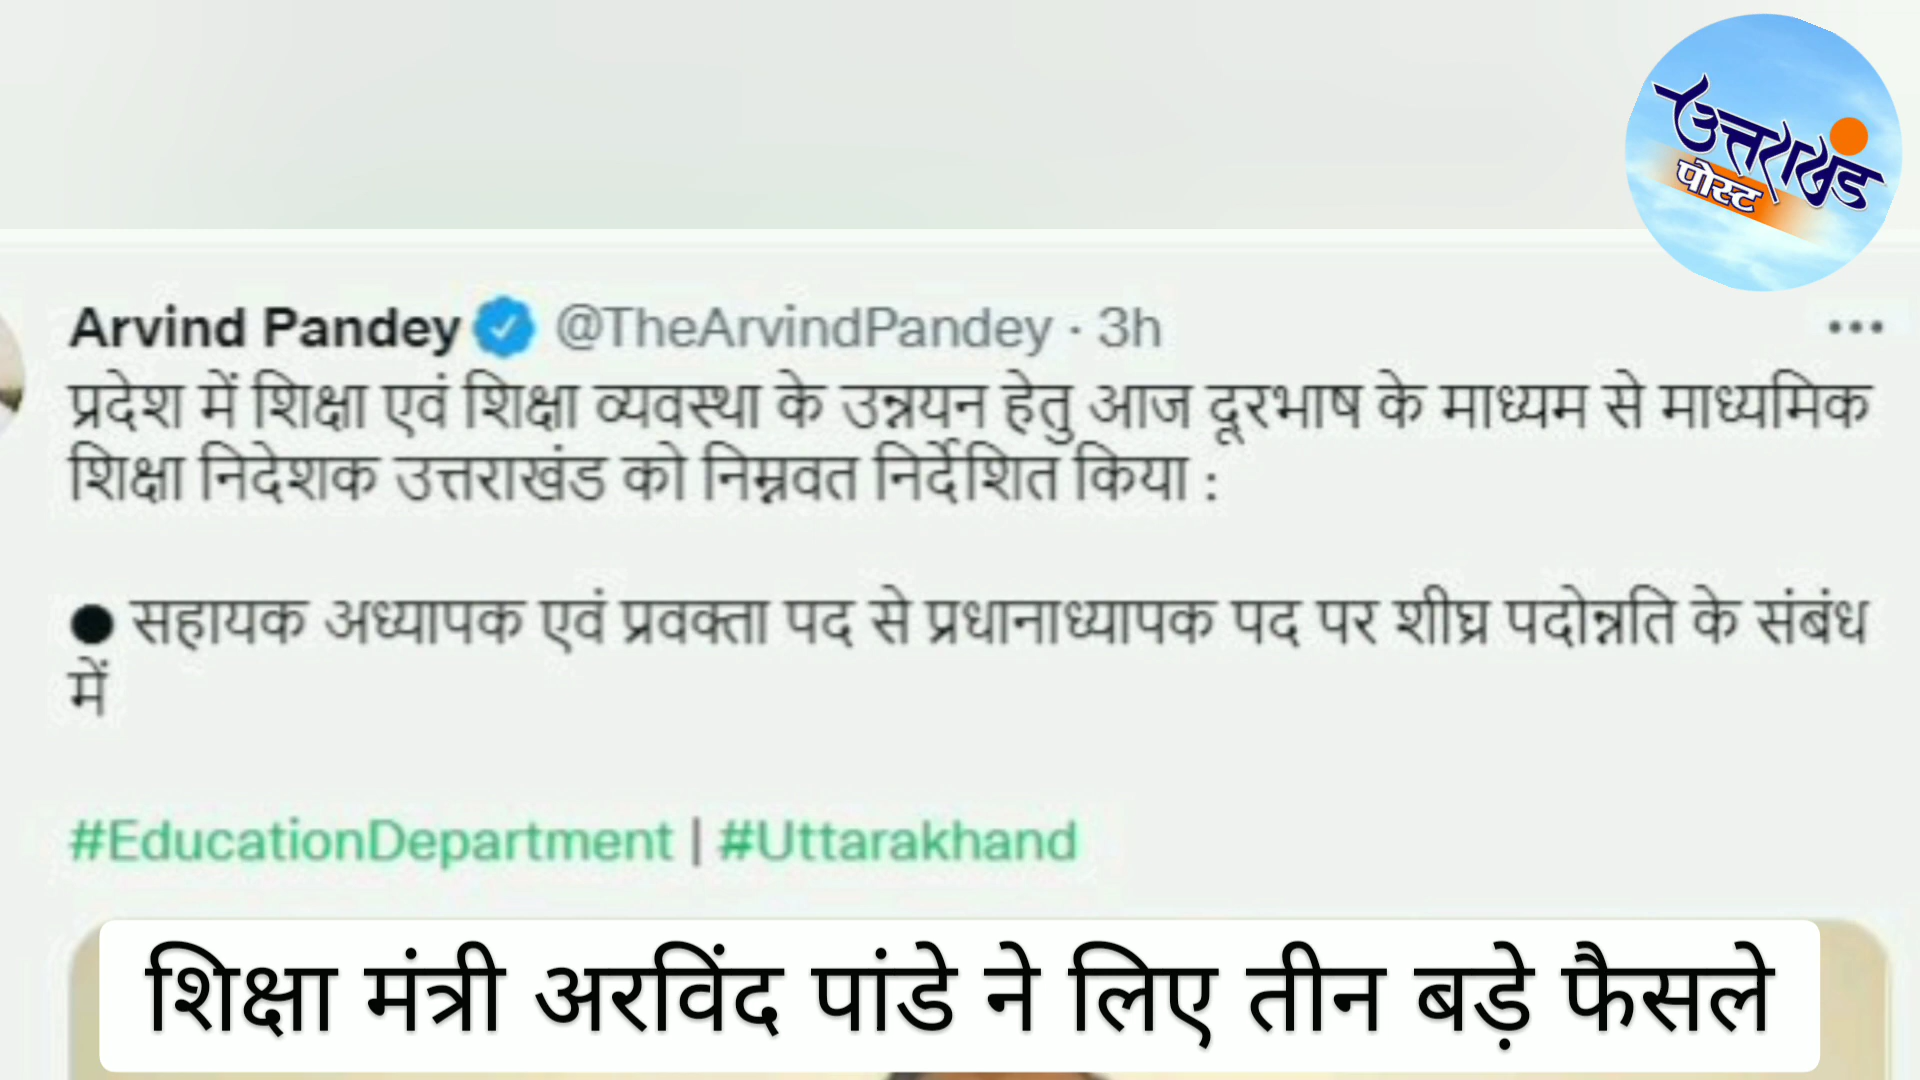 उत्तराखंड
पोस्ट
Arvind Pandey @TheArvindPandey · 3h
प्रदेश में शिक्षा एवं शिक्षा व्यवस्था के उन्नयन हेतु आज दूरभाष के माध्यम से माध्यमिक
शिक्षा निदेशक उत्तराखंड को निम्नवत निर्देशित किया :
● सहायक अध्यापक एवं प्रवक्ता पद से प्रधानाध्यापक पद पर शीघ्र पदोन्नति के संबंध
में
#EducationDepartment | #Uttarakhand
शिक्षा मंत्री अरविंद पांडे ने लिए तीन बड़े फैसले